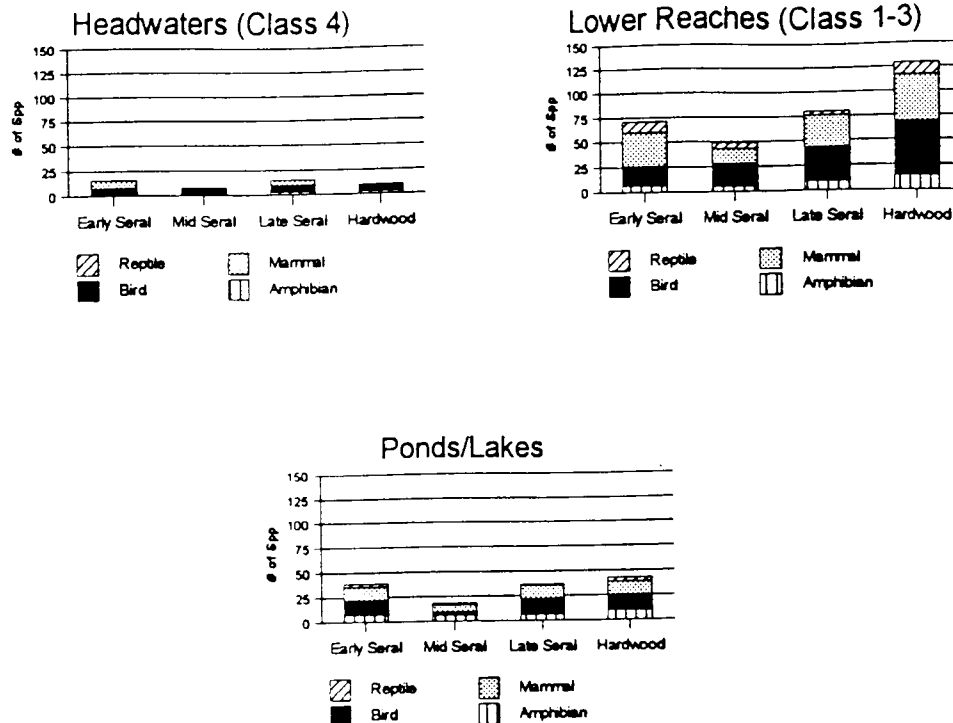 Headwaters (Class 4)
150
125
100
75
50
25
0
# of Spp
Early Seral Mid Seral Late Seral Hardwood
Reptile Mammal
Bird Amphibian
Lower Reaches (Class 1-3)
150
125
100
75
50
25
0
# of Spp
Early Seral Mid Seral Late Seral Hardwood
Reptile Mammal
Bird Amphibian
Ponds/Lakes
150
125
100
75
50
25
0
# of Spp
Early Seral Mid Seral Late Seral Hardwood
Reptile Mammal
Bird Amphibian